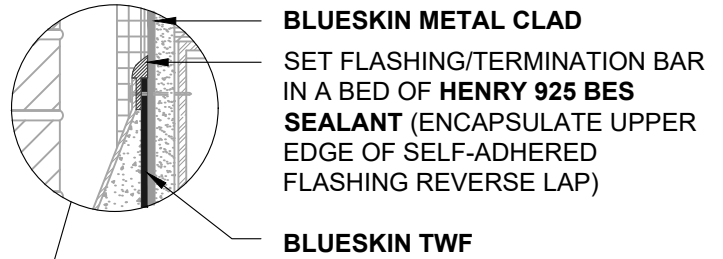 BLUESKIN METAL CLAD
SET FLASHING/TERMINATION BAR
IN A BED OF HENRY 925 BES
SEALANT (ENCAPSULATE UPPER
EDGE OF SELF-ADHERED
FLASHING REVERSE LAP)
BLUESKIN TWF